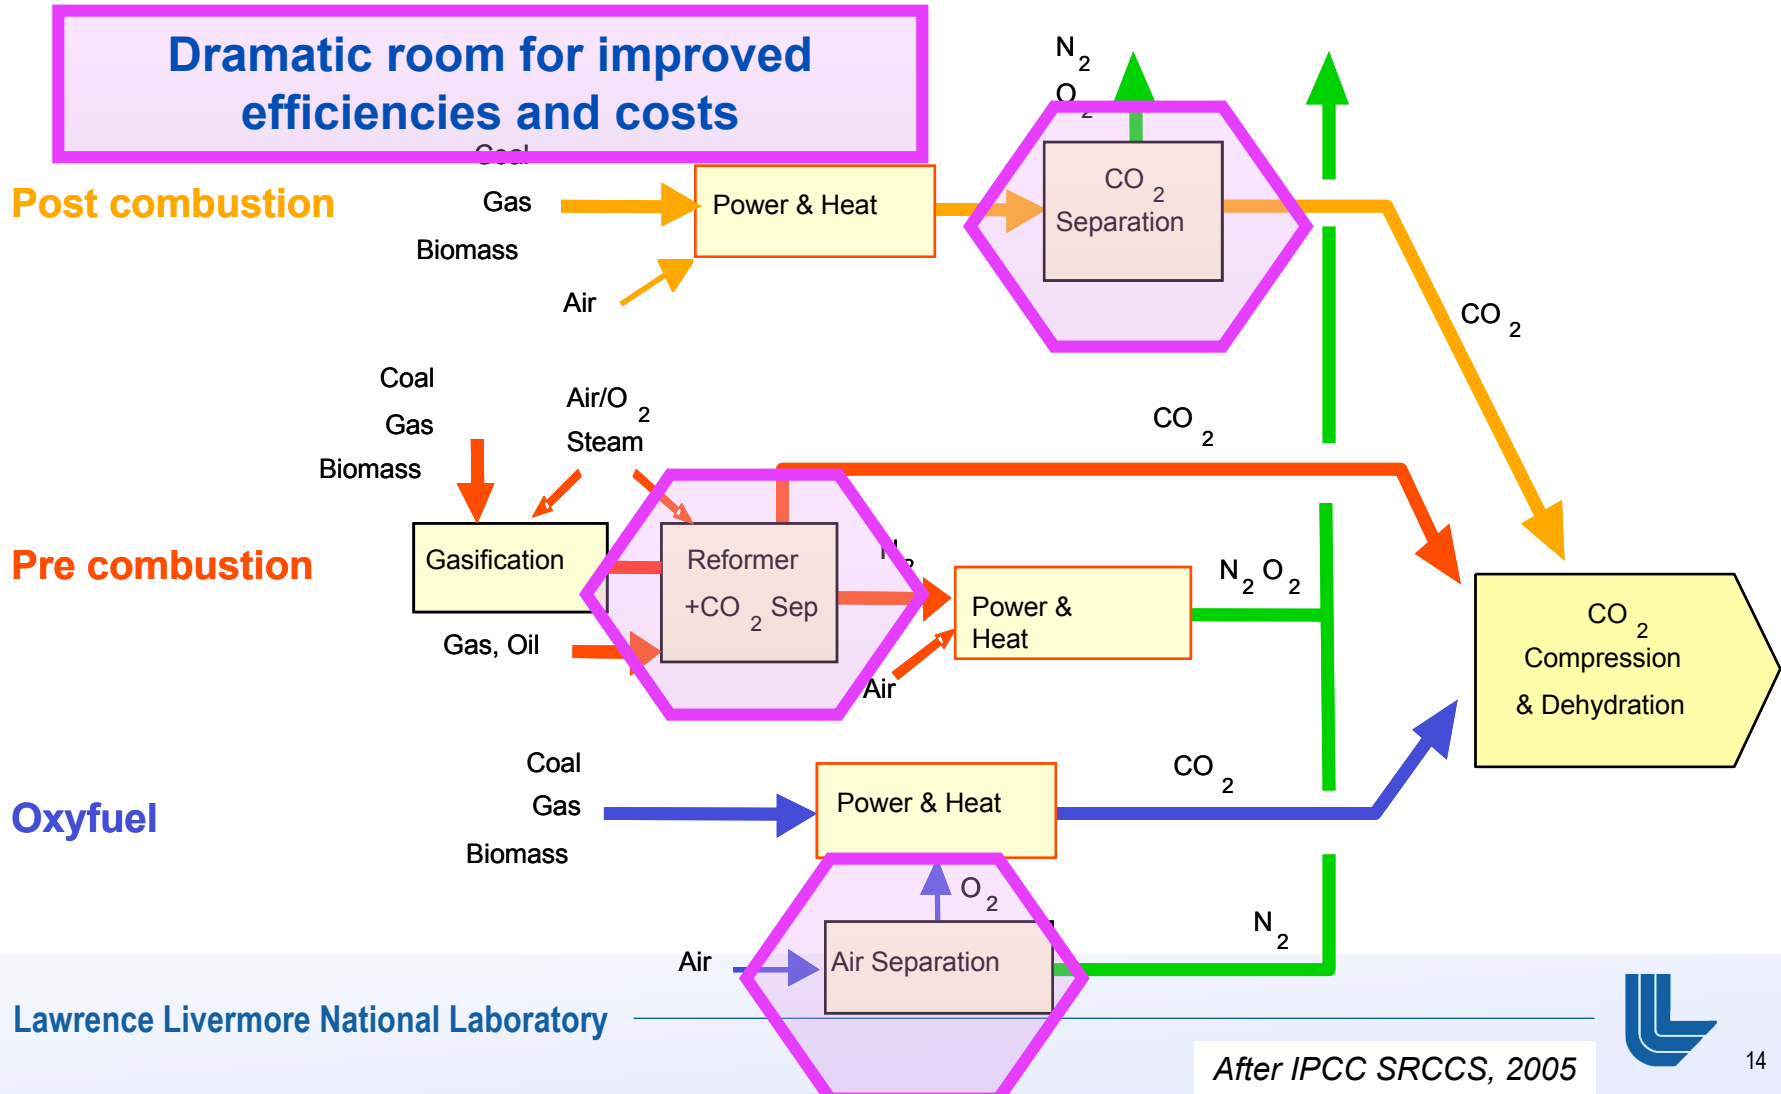 Dramatic room for improved
efficiencies and costs
N2
O2
Coal
Post combustion
Gas
Biomass
Air
Power & Heat
CO2
Separation
CO2
Coal
Gas
Biomass
Air/O2
Steam
CO2
Pre combustion
Gasification
Gas, Oil
Reformer
+CO2 Sep
Air
Power &
Heat
N2 O2
CO2
Compression
& Dehydration
Oxyfuel
Coal
Gas
Biomass
Power & Heat
CO2
O2
Air
Air Separation
N2
Lawrence Livermore National Laboratory
After IPCC SRCCS, 2005
14